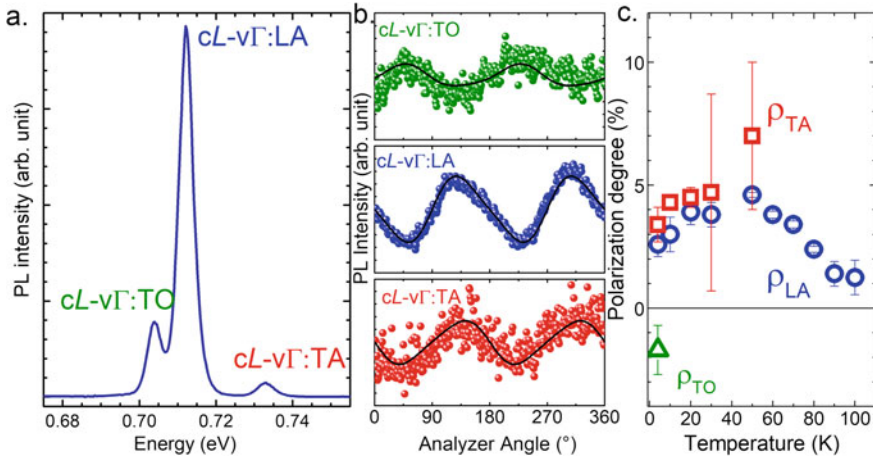 a.
cL-vΓ:LA
cL-vΓ:TO
cL-vΓ:TA
PL intensity (arb. unit)
0.68 0.70 0.72 0.74
Energy (eV)
b.
cL-vΓ:TO
cL-vΓ:LA
cL-vΓ:TA
PL Intensity (arb. unit)
0 90 180 270 360
Analyzer Angle (°)
c.
10
5
0
Polarization degree (%)
ρTA
ρLA
ρTO
0 20 40 60 80 100
Temperature (K)